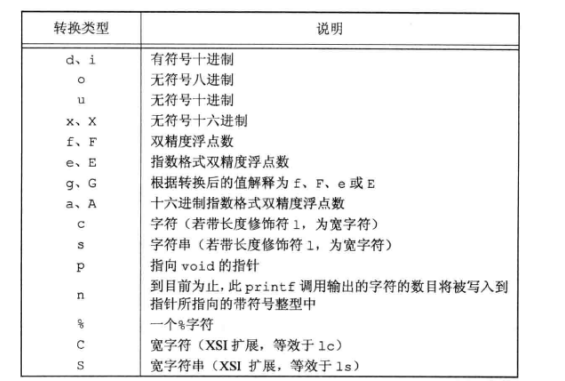 转换类型 说明
d、i 有符号十进制
o 无符号八进制
u 无符号十进制
x、X 无符号十六进制
f、F 双精度浮点数
e、E 指数格式双精度浮点数
g、G 根据转换后的值解释为 f、F、e 或 E
a、A 十六进制指数格式双精度浮点数
c 字符（若带长度修饰符 l，为宽字符）
s 字符串（若带长度修饰符 l，为宽字符）
p 指向 void 的指针
n 到目前为止，此 printf 调用输出的字符的数目将被写入到
指针所指向的带符号整型中
% 一个%字符
C 宽字符（XSI 扩展，等效于 lc）
S 宽字符串（XSI 扩展，等效于 ls）